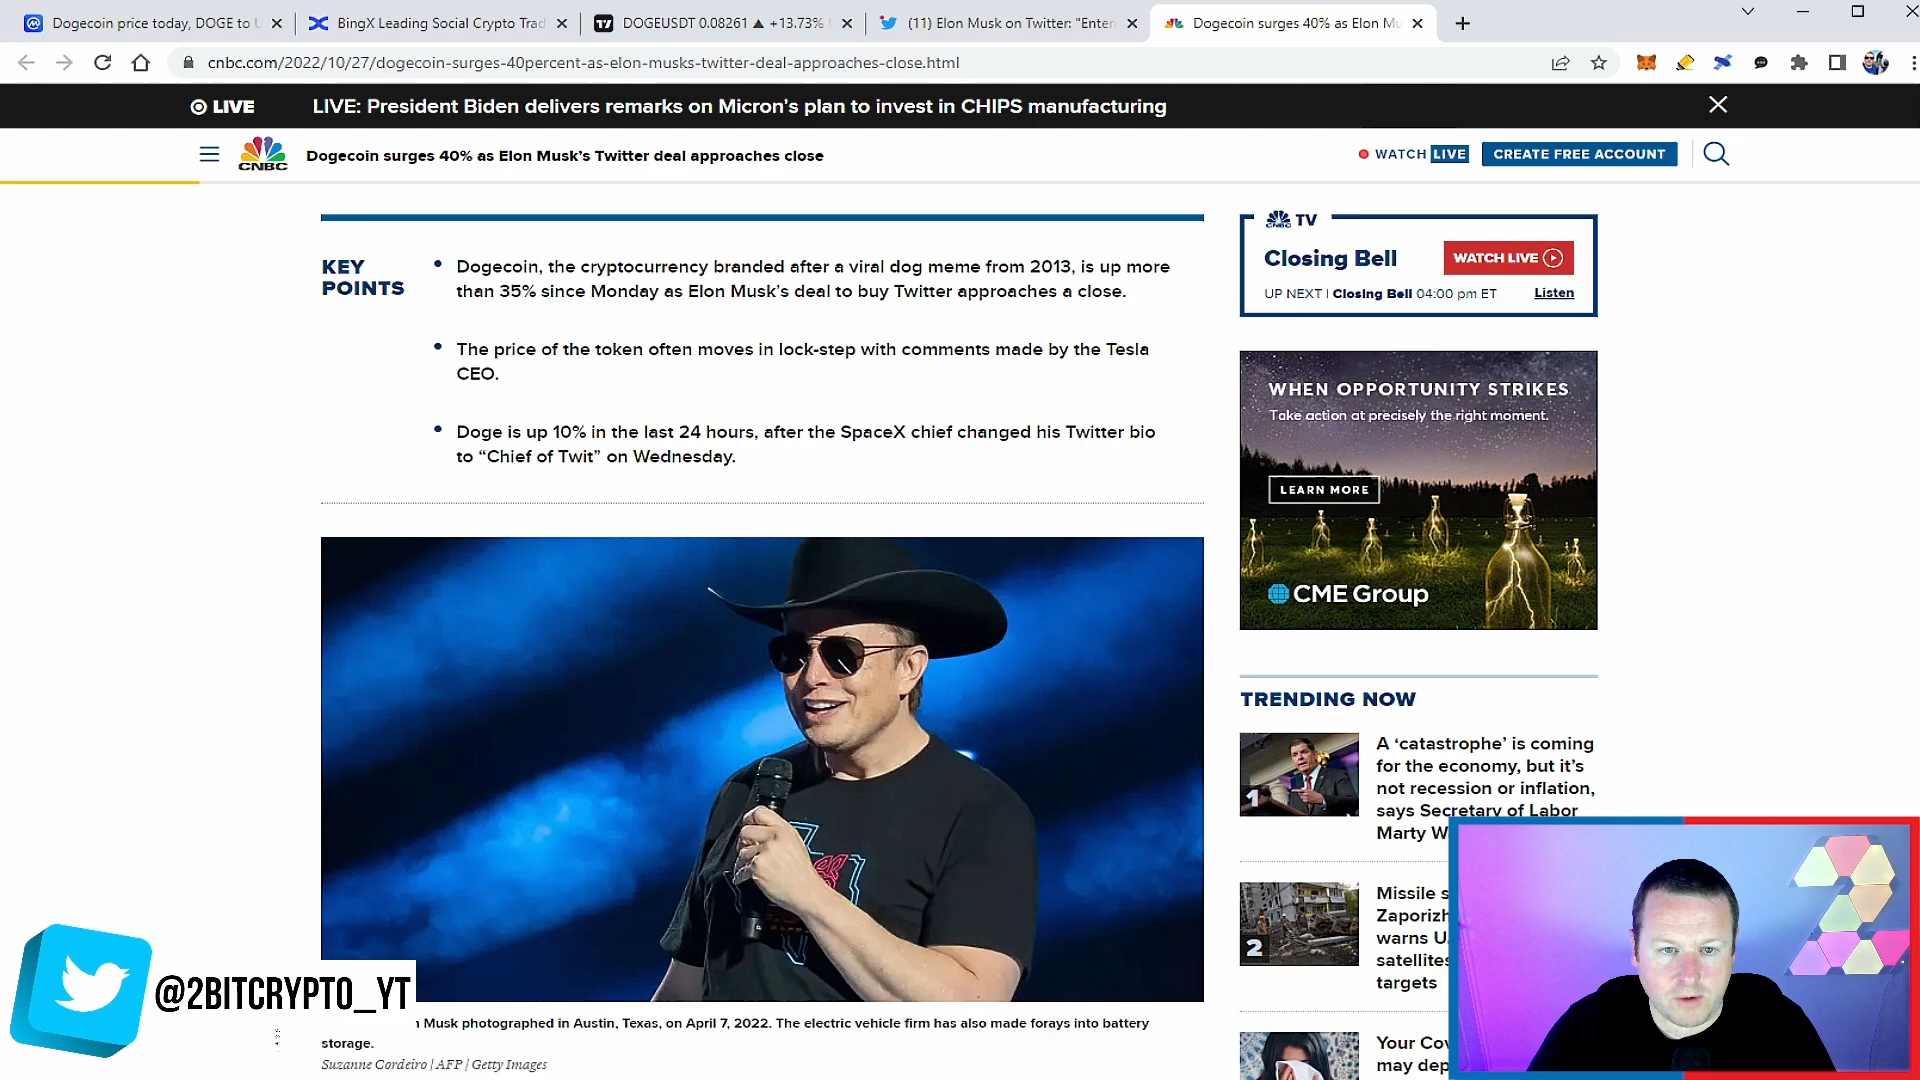 Dogecoin price today, DOGE to U
BingX Leading Social Crypto Trad
DOGEUSDT 0.08261 ▲ +13.73%
(11) Elon Musk on Twitter: "Enter
Dogecoin surges 40% as Elon Mu
cnbc.com/2022/10/27/dogecoin-surges-40percent-as-elon-musks-twitter-deal-approaches-close.html
LIVE
LIVE: President Biden delivers remarks on Micron's plan to invest in CHIPS manufacturing
CNBC
Dogecoin surges 40% as Elon Musk's Twitter deal approaches close
WATCH LIVE
CREATE FREE ACCOUNT
KEY
POINTS
Dogecoin, the cryptocurrency branded after a viral dog meme from 2013, is up more
than 35% since Monday as Elon Musk's deal to buy Twitter approaches a close.
The price of the token often moves in lock-step with comments made by the Tesla
CEO.
Doge is up 10% in the last 24 hours, after the SpaceX chief changed his Twitter bio
to “Chief of Twit” on Wednesday.
CNBC TV
Closing Bell
WATCH LIVE
UP NEXT | Closing Bell 04:00 pm ET
Listen
WHEN OPPORTUNITY STRIKES
Take action at precisely the right moment.
LEARN MORE
CME Group
TRENDING NOW
1
A ‘catastrophe’ is coming
for the economy, but it’s
not recession or inflation,
says Secretary of Labor
Marty W
2
Missile s
Zaporizh
warns U.
satellites
targets
Your Cov
may dep
@2BITCRYPTO_YT
n Musk photographed in Austin, Texas, on April 7, 2022. The electric vehicle firm has also made forays into battery
storage.
Suzanne Cordeiro | AFP | Getty Images